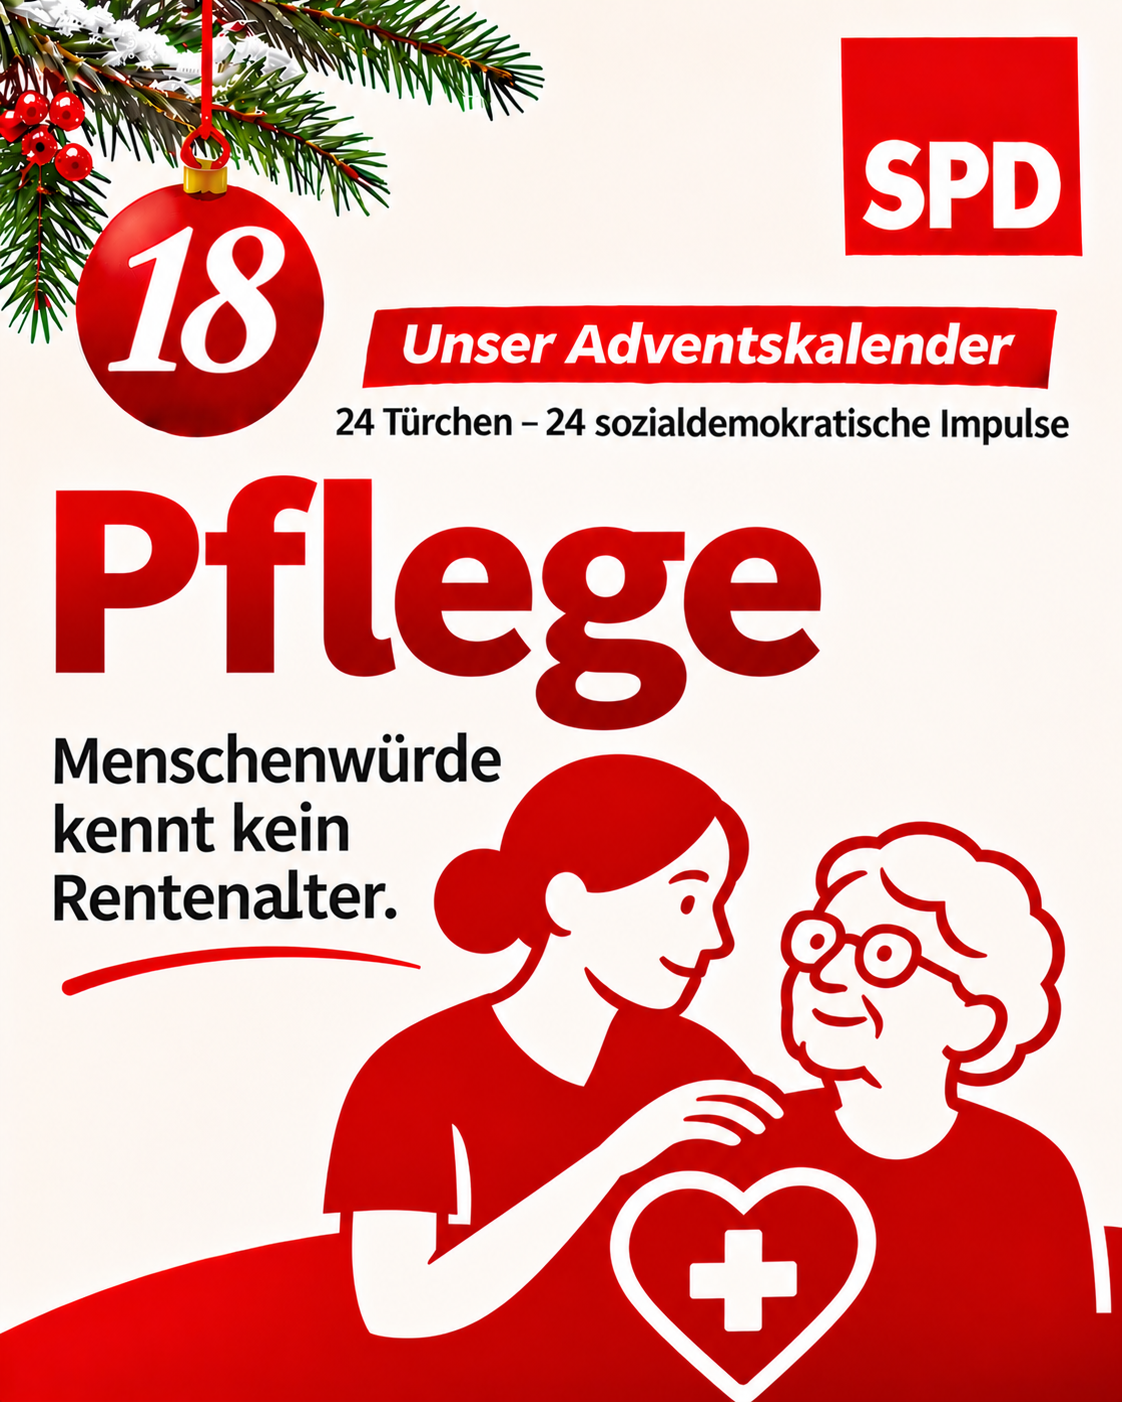 SPD
18
Unser Adventskalender
24 Türchen – 24 sozialdemokratische Impulse
Pflege
Menschenwürde
kennt kein
Rentenalter.